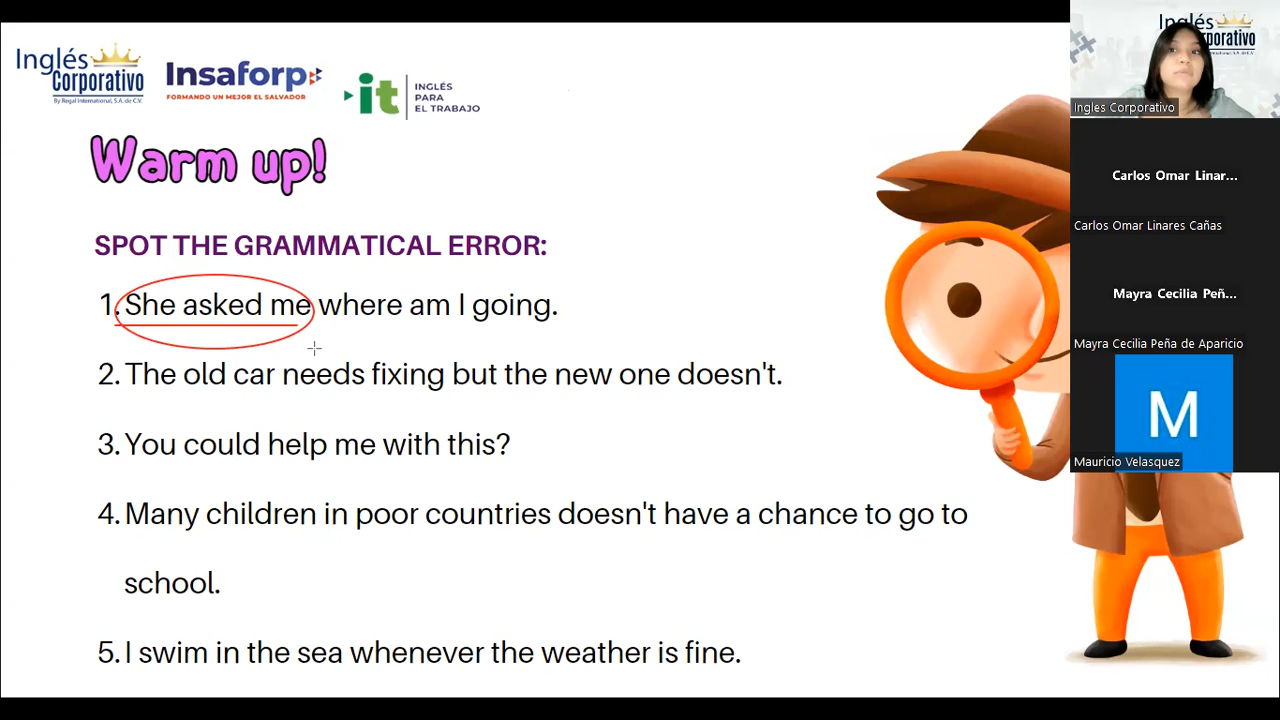 Inglés
Corporativo
By Regal International, S.A. de C.V.
Insaforp
FORMANDO UN MEJOR EL SALVADOR
it
INGLÉS
PARA
EL TRABAJO
Warm up!
SPOT THE GRAMMATICAL ERROR:
1. She asked me where am I going.
2. The old car needs fixing but the new one doesn't.
3. You could help me with this?
4. Many children in poor countries doesn't have a chance to go to
school.
5. I swim in the sea whenever the weather is fine.
Inglés
Corporativo
Ingles Corporativo
Carlos Omar Linar...
Carlos Omar Linares Cañas
Mayra Cecilia Peñ...
Mayra Cecilia Peña de Aparicio
M
Mauricio Velasquez